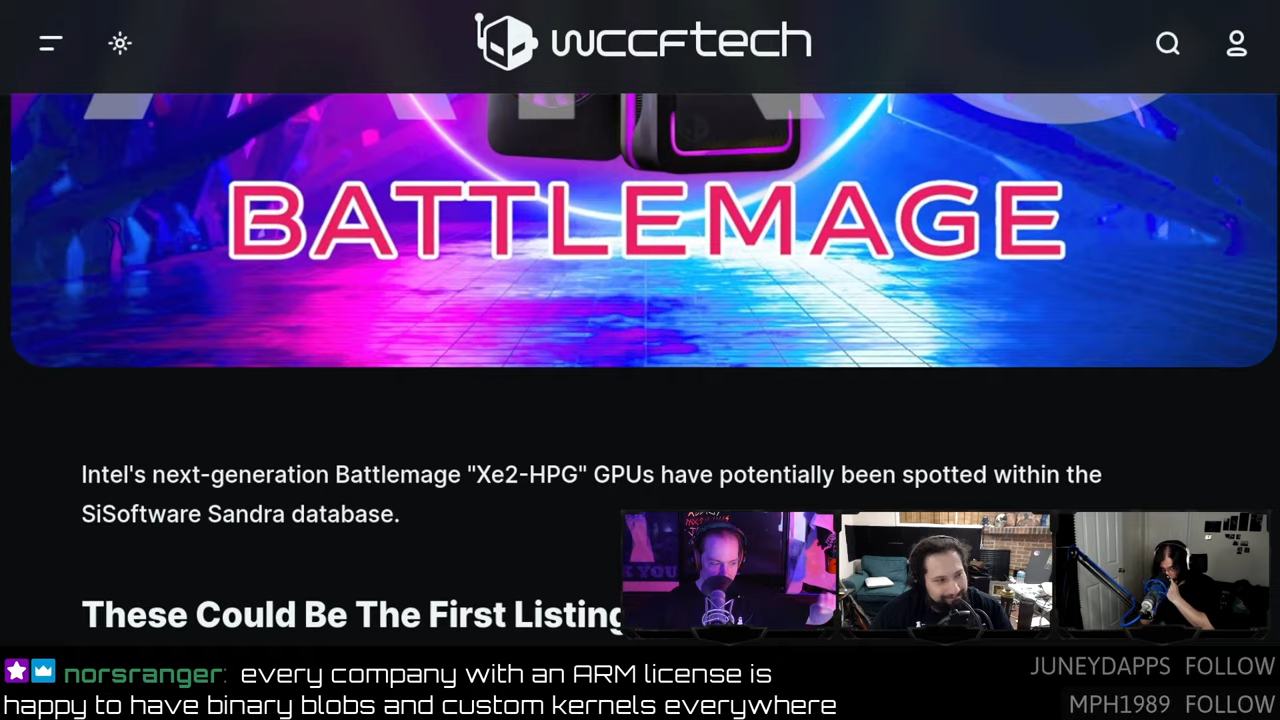 wccftech
BATTLEMAGE
Intel's next-generation Battlemage "Xe2-HPG" GPUs have potentially been spotted within the
SiSoftware Sandra database.
These Could Be The First Listing
K YOU
norsranger: every company with an ARM license is
happy to have binary blobs and custom kernels everywhere
JUNEYDAPPS FOLLOW
MPH1989 FOLLOW